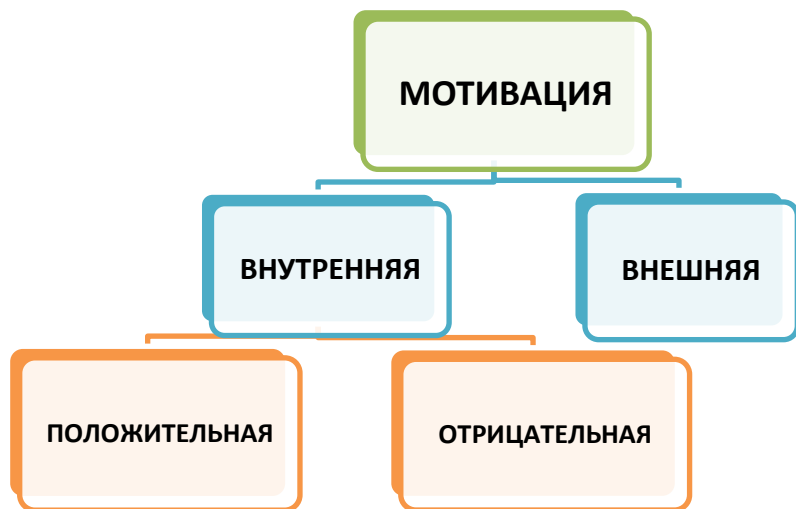 МОТИВАЦИЯ
ВНУТРЕННЯЯ
ВНЕШНЯЯ
ПОЛОЖИТЕЛЬНАЯ
ОТРИЦАТЕЛЬНАЯ